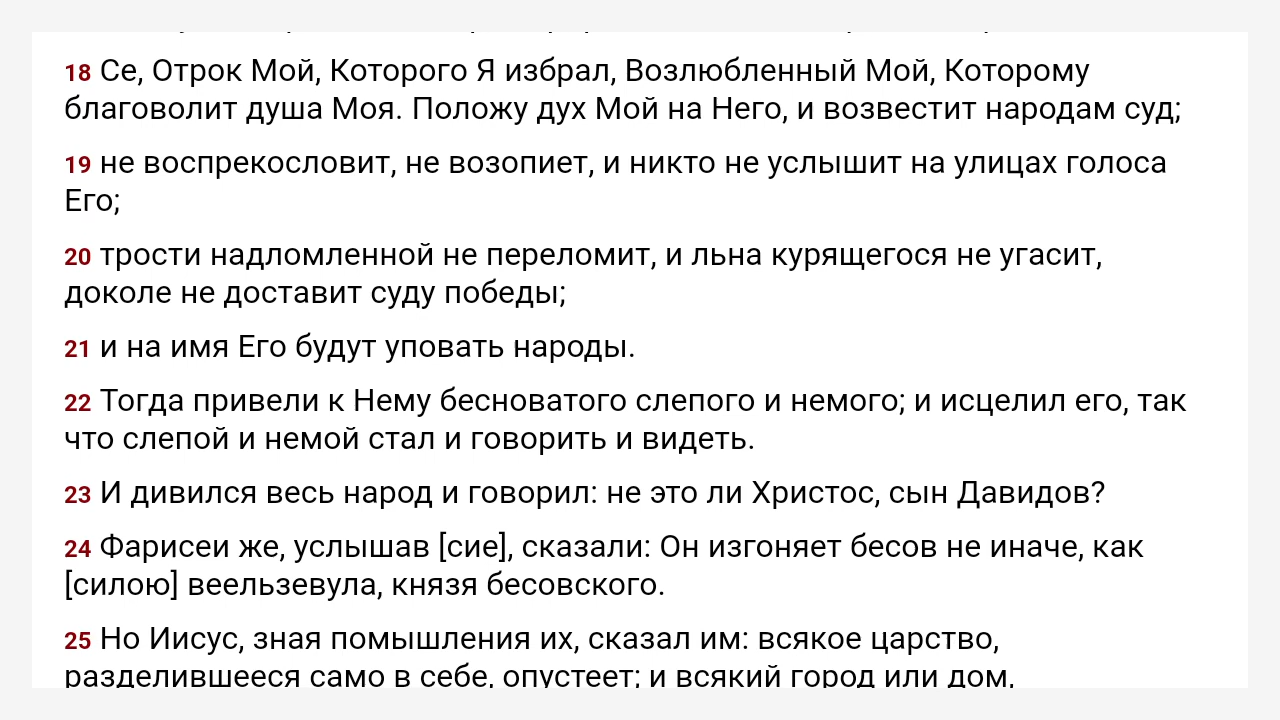 18 Се, Отрок Мой, Которого Я избрал, Возлюбленный Мой, Которому
благоволит душа Моя. Положу дух Мой на Него, и возвестит народам суд;
19 не воспрекословит, не возопиет, и никто не услышит на улицах голоса
Его;
20 трости надломленной не переломит, и льна курящегося не угасит,
доколе не доставит суду победы;
21 и на имя Его будут уповать народы.
22 Тогда привели к Нему бесноватого слепого и немого; и исцелил его, так
что слепой и немой стал и говорить и видеть.
23 И дивился весь народ и говорил: не это ли Христос, сын Давидов?
24 Фарисеи же, услышав [сие], сказали: Он изгоняет бесов не иначе, как
[силою] веельзевула, князя бесовского.
25 Но Иисус, зная помышления их, сказал им: всякое царство,
разделившееся само в себе, опустеет; и всякий город или дом,